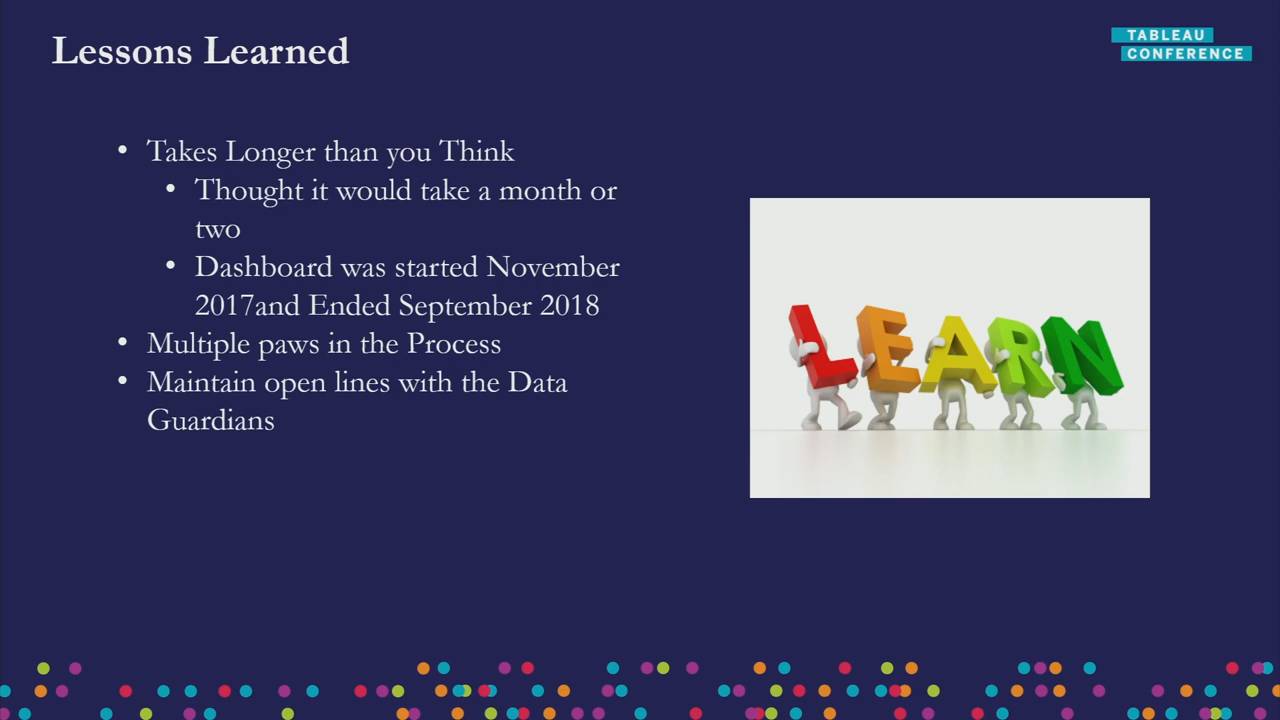 Lessons Learned
TABLEAU
CONFERENCE
• Takes Longer than you Think
• Thought it would take a month or
two
• Dashboard was started November
2017and Ended September 2018
• Multiple paws in the Process
• Maintain open lines with the Data
Guardians
LEARN